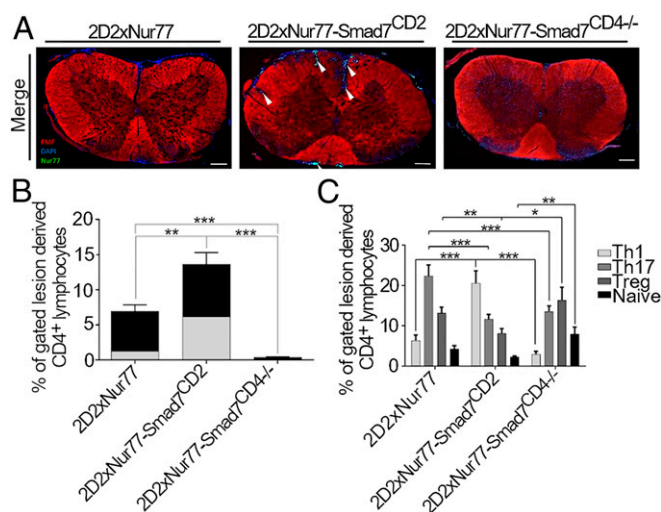 A
2D2xNur77
2D2xNur77-Smad7CD2
2D2xNur77-Smad7CD4-/-
Merge
FMF
DAPI
Nur77
B
% of gated lesion derived
CD4+ lymphocytes
20
15
10
5
0
***
**
***
2D2xNur77
2D2xNur77-Smad7CD2
2D2xNur77-Smad7CD4-/-
C
% of gated lesion derived
CD4+ lymphocytes
30
20
10
0
**
** *
***
***
*** ***
Th1
Th17
Treg
Naive
2D2xNur77
2D2xNur77-Smad7CD2
2D2xNur77-Smad7CD4-/-